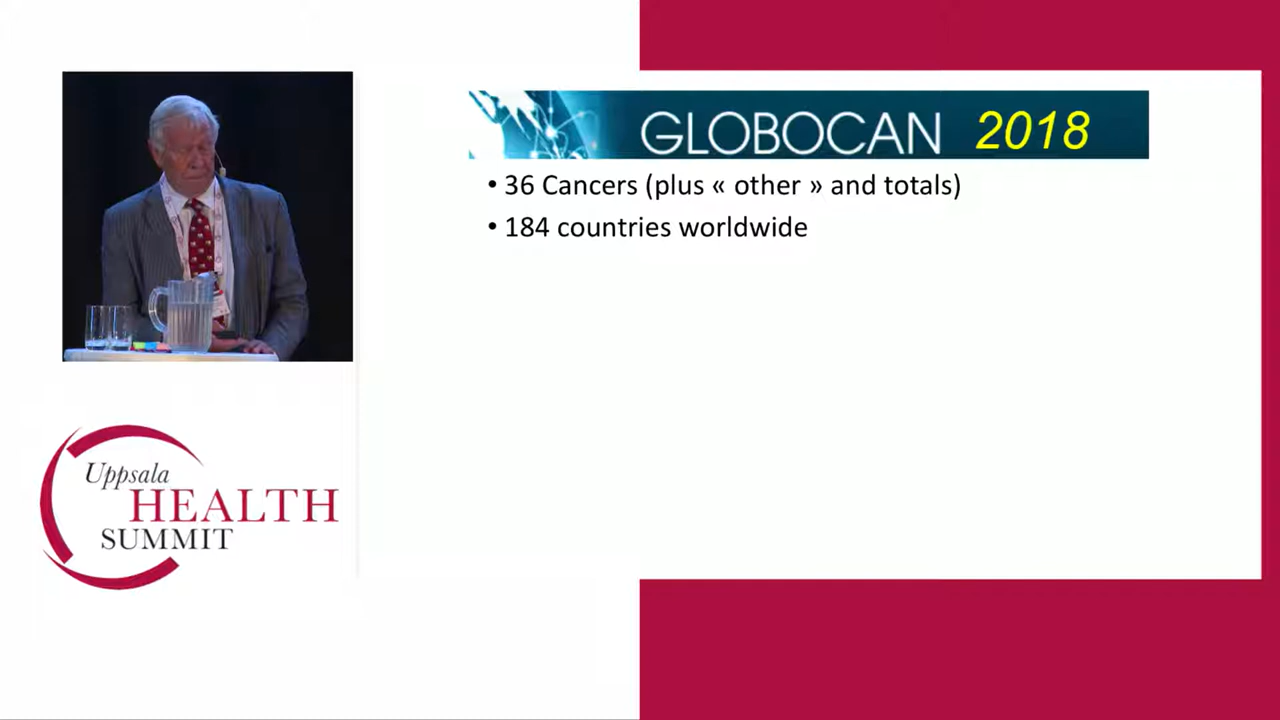 GLOBOCAN 2018
• 36 Cancers (plus « other » and totals)
• 184 countries worldwide
Uppsala
HEALTH
SUMMIT